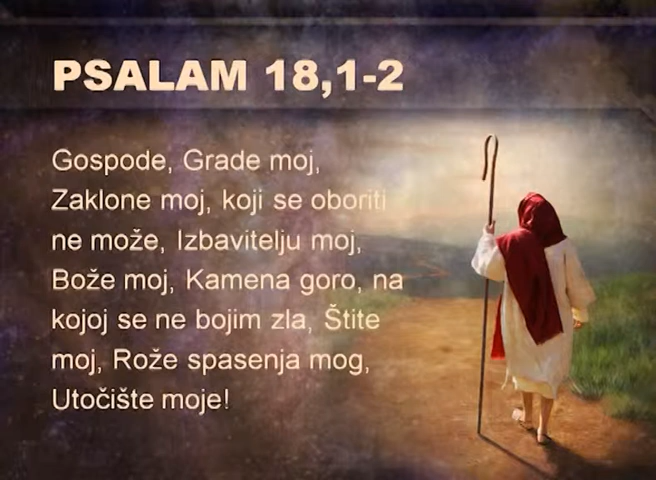 PSALAM 18,1-2
Gospode, Grade moj,
Zaklone moj, koji se oboriti
ne može, Izbavitelju moj,
Bože moj, Kamena goro, na
kojoj se ne bojim zla, Štite
moj, Rože spasenja mog,
Utočište moje!